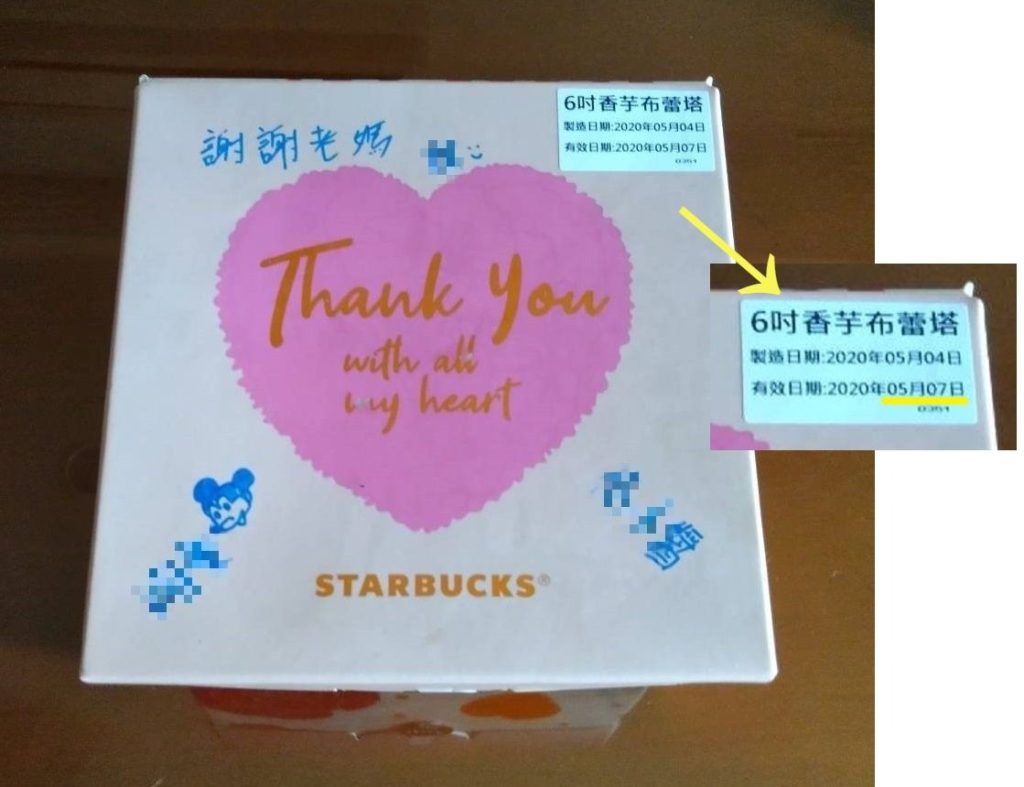 謝謝老媽
6吋香芋布蕾塔
製造日期:2020年05月04日
有效日期:2020年05月07日
0351
Thank You
with all
my heart
STARBUCKS®
6吋香芋布蕾塔
製造日期:2020年05月04日
有效日期:2020年05月07日
0351